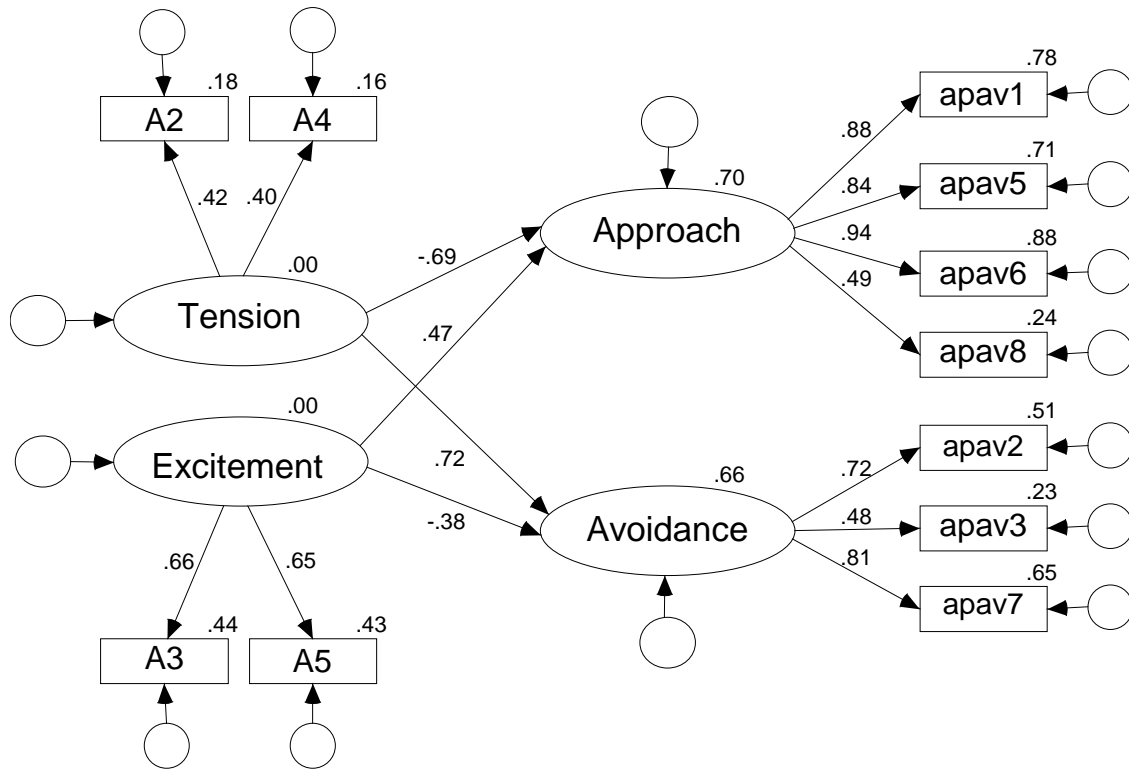 .18
A2
.16
A4
.42
.40
.00
Tension
.00
Excitement
.66
.65
.44
A3
.43
A5
-.69
.47
.72
-.38
.70
Approach
.66
Avoidance
.88
.84
.94
.49
.78
apav1
.71
apav5
.88
apav6
.24
apav8
.72
.48
.81
.51
apav2
.23
apav3
.65
apav7